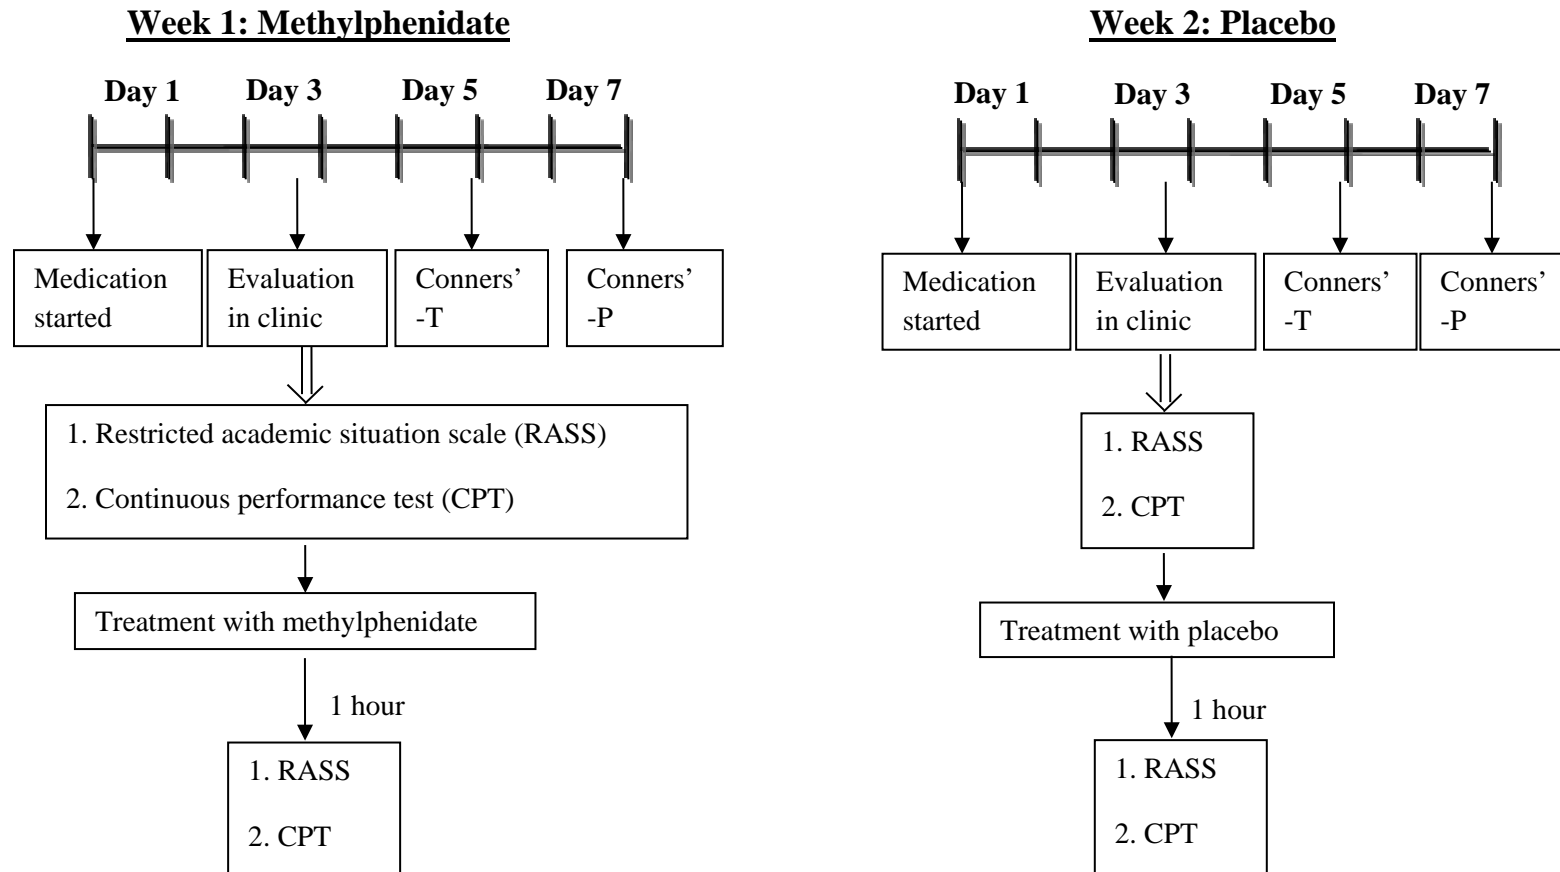 Week 1: Methylphenidate
Day 1 Day 3 Day 5 Day 7
Medication
started
Evaluation
in clinic
Conners'
-T
Conners'
-P
1. Restricted academic situation scale (RASS)
2. Continuous performance test (CPT)
Treatment with methylphenidate
1 hour
1. RASS
2. CPT
Week 2: Placebo
Day 1 Day 3 Day 5 Day 7
Medication
started
Evaluation
in clinic
Conners'
-T
Conners'
-P
1. RASS
2. CPT
Treatment with placebo
1 hour
1. RASS
2. CPT